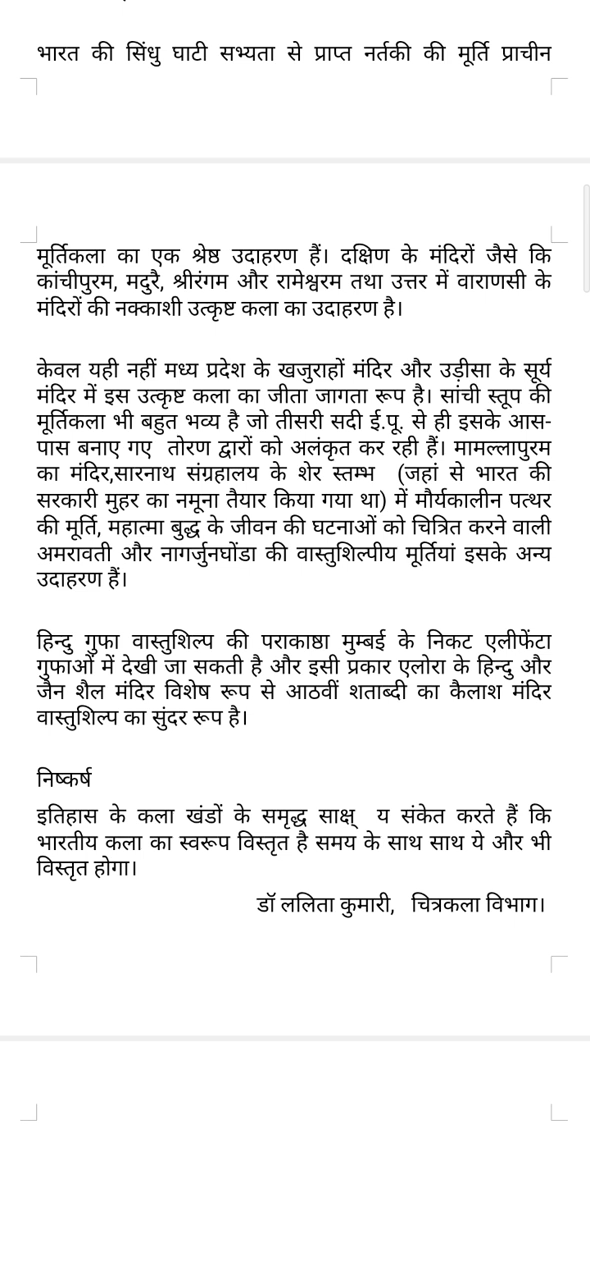 भारत की सिंधु घाटी सभ्यता से प्राप्त नर्तकी की मूर्ति प्राचीन
मूर्तिकला का एक श्रेष्ठ उदाहरण हैं। दक्षिण के मंदिरों जैसे कि
कांचीपुरम, मदुरै, श्रीरंगम और रामेश्वरम तथा उत्तर में वाराणसी के
मंदिरों की नक्काशी उत्कृष्ट कला का उदाहरण है।
केवल यही नहीं मध्य प्रदेश के खजुराहों मंदिर और उड़ीसा के सूर्य
मंदिर में इस उत्कृष्ट कला का जीता जागता रूप है। सांची स्तूप की
मूर्तिकला भी बहुत भव्य है जो तीसरी सदी ई.पू. से ही इसके आस-
पास बनाए गए तोरण द्वारों को अलंकृत कर रही हैं। मामल्लापुरम
का मंदिर,सारनाथ संग्रहालय के शेर स्तम्भ (जहां से भारत की
सरकारी मुहर का नमूना तैयार किया गया था) में मौर्यकालीन पत्थर
की मूर्ति, महात्मा बुद्ध के जीवन की घटनाओं को चित्रित करने वाली
अमरावती और नागर्जुनघोंडा की वास्तुशिल्पीय मूर्तियां इसके अन्य
उदाहरण हैं।
हिन्दु गुफा वास्तुशिल्प की पराकाष्ठा मुम्बई के निकट एलीफेंटा
गुफाओं में देखी जा सकती है और इसी प्रकार एलोरा के हिन्दु और
जैन शैल मंदिर विशेष रूप से आठवीं शताब्दी का कैलाश मंदिर
वास्तुशिल्प का सुंदर रूप है।
निष्कर्ष
इतिहास के कला खंडों के समृद्ध साक्ष् य संकेत करते हैं कि
भारतीय कला का स्वरूप विस्तृत है समय के साथ साथ ये और भी
विस्तृत होगा।
डॉ ललिता कुमारी, चित्रकला विभाग।